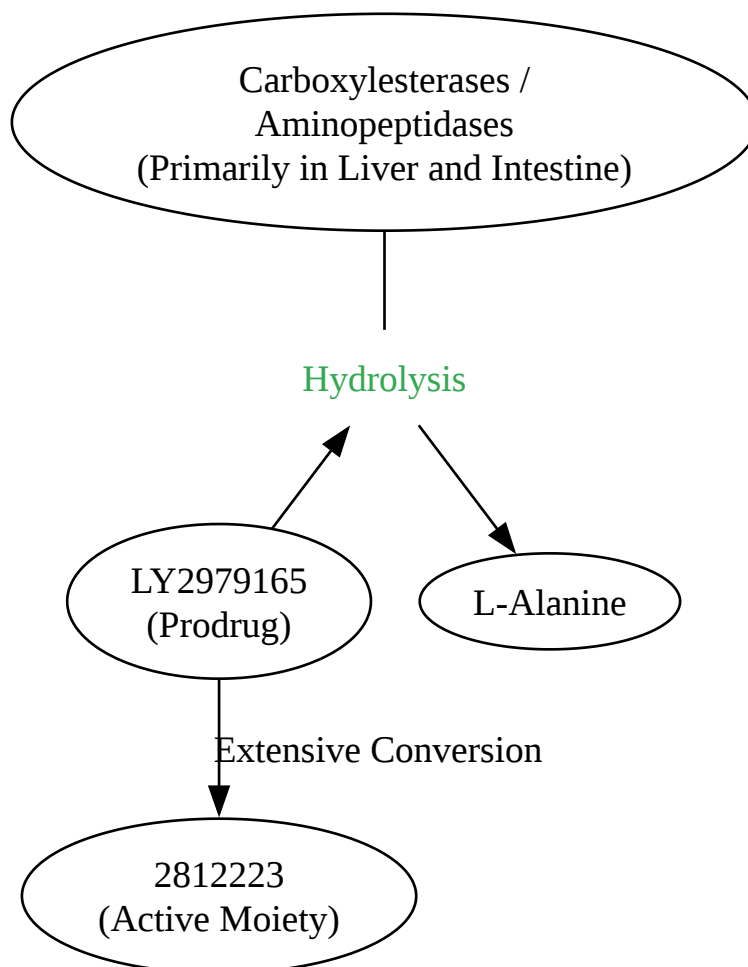 Carboxylesterases /
Aminopeptidases
(Primarily in Liver and Intestine)
Hydrolysis
LY2979165
(Prodrug)
L-Alanine
Extensive Conversion
2812223
(Active Moiety)